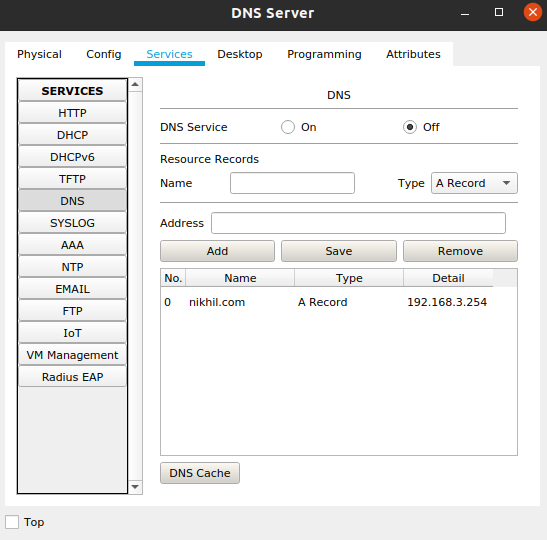 DNS Server
Physical Config Services Desktop Programming Attributes
SERVICES
HTTP
DHCP
DHCPv6
TFTP
DNS
SYSLOG
AAA
NTP
EMAIL
FTP
IoT
VM Management
Radius EAP
DNS
DNS Service On Off
Resource Records
Name Type A Record
Address
Add Save Remove
No. Name Type Detail
0 nikhil.com A Record 192.168.3.254
DNS Cache
Top